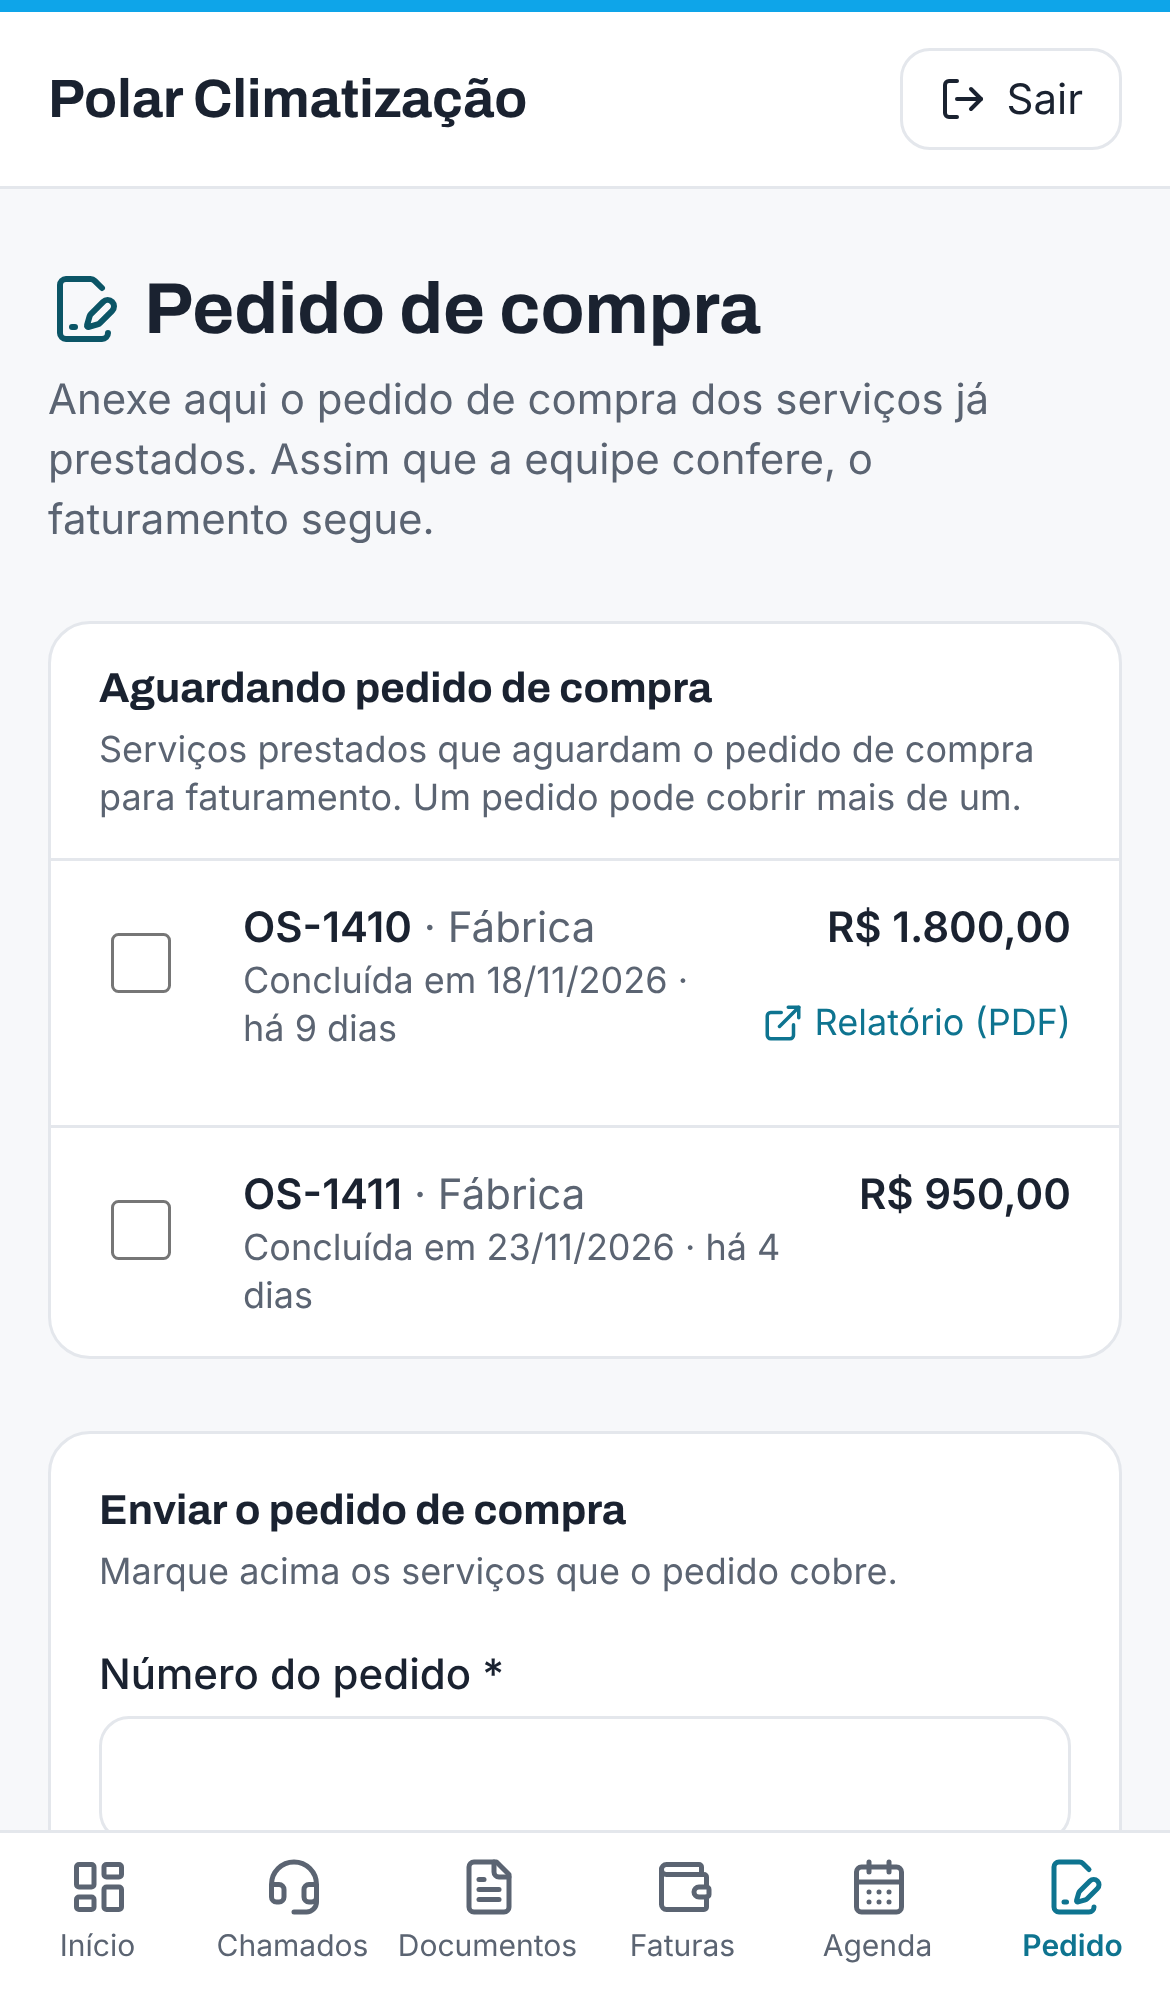 Polar Climatização
Sair
Pedido de compra
Anexe aqui o pedido de compra dos serviços já
prestados. Assim que a equipe confere, o
faturamento segue.
Aguardando pedido de compra
Serviços prestados que aguardam o pedido de compra
para faturamento. Um pedido pode cobrir mais de um.
OS-1410 · Fábrica
R$ 1.800,00
Concluída em 18/11/2026 ·
há 9 dias
Relatório (PDF)
OS-1411 · Fábrica
R$ 950,00
Concluída em 23/11/2026 · há 4
dias
Enviar o pedido de compra
Marque acima os serviços que o pedido cobre.
Número do pedido *
Início
Chamados
Documentos
Faturas
Agenda
Pedido